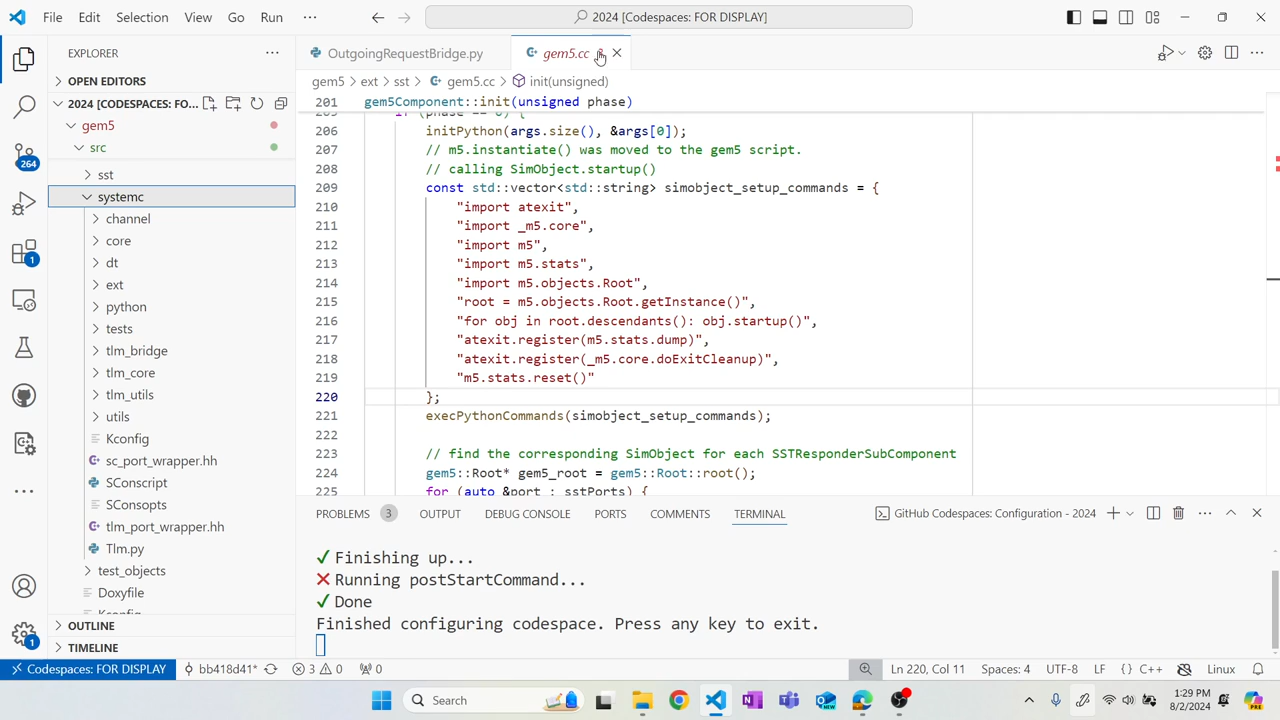 File Edit Selection View Go Run ··· 2024 [Codespaces: FOR DISPLAY]
EXPLORER
OPEN EDITORS
2024 [CODESPACES: FO...
gem5
src
sst
systemc
channel
core
dt
ext
python
tests
tlm_bridge
tlm_core
tlm_utils
utils
Kconfig
sc_port_wrapper.hh
SConscript
SConsopts
tlm_port_wrapper.hh
Tlm.py
test_objects
Doxyfile
OUTLINE
TIMELINE
264
1
1
OutgoingRequestBridge.py gem5.cc
gem5 > ext > sst > gem5.cc > init(unsigned)
201 gem5Component::init(unsigned phase)
206 initPython(args.size(), &args[0]);
207 // m5.instantiate() was moved to the gem5 script.
208 // calling SimObject.startup()
209 const std::vector<std::string> simobject_setup_commands = {
210 "import atexit",
211 "import _m5.core",
212 "import m5",
213 "import m5.stats",
214 "import m5.objects.Root",
215 "root = m5.objects.Root.getInstance()",
216 "for obj in root.descendants(): obj.startup()",
217 "atexit.register(m5.stats.dump)",
218 "atexit.register(_m5.core.doExitCleanup)",
219 "m5.stats.reset()"
220 };
221 execPythonCommands(simobject_setup_commands);
222
223 // find the corresponding SimObject for each SSTResponderSubComponent
224 gem5::Root* gem5_root = gem5::Root::root();
225 for (auto &port : sstPorts) {
PROBLEMS 3 OUTPUT DEBUG CONSOLE PORTS COMMENTS TERMINAL GitHub Codespaces: Configuration - 2024
✓ Finishing up...
❌ Running postStartCommand...
✓ Done
Finished configuring codespace. Press any key to exit.
Codespaces: FOR DISPLAY bb418d41* 3 0 0 Ln 220, Col 11 Spaces: 4 UTF-8 LF {} C++ Linux
Search
1:29 PM
8/2/2024